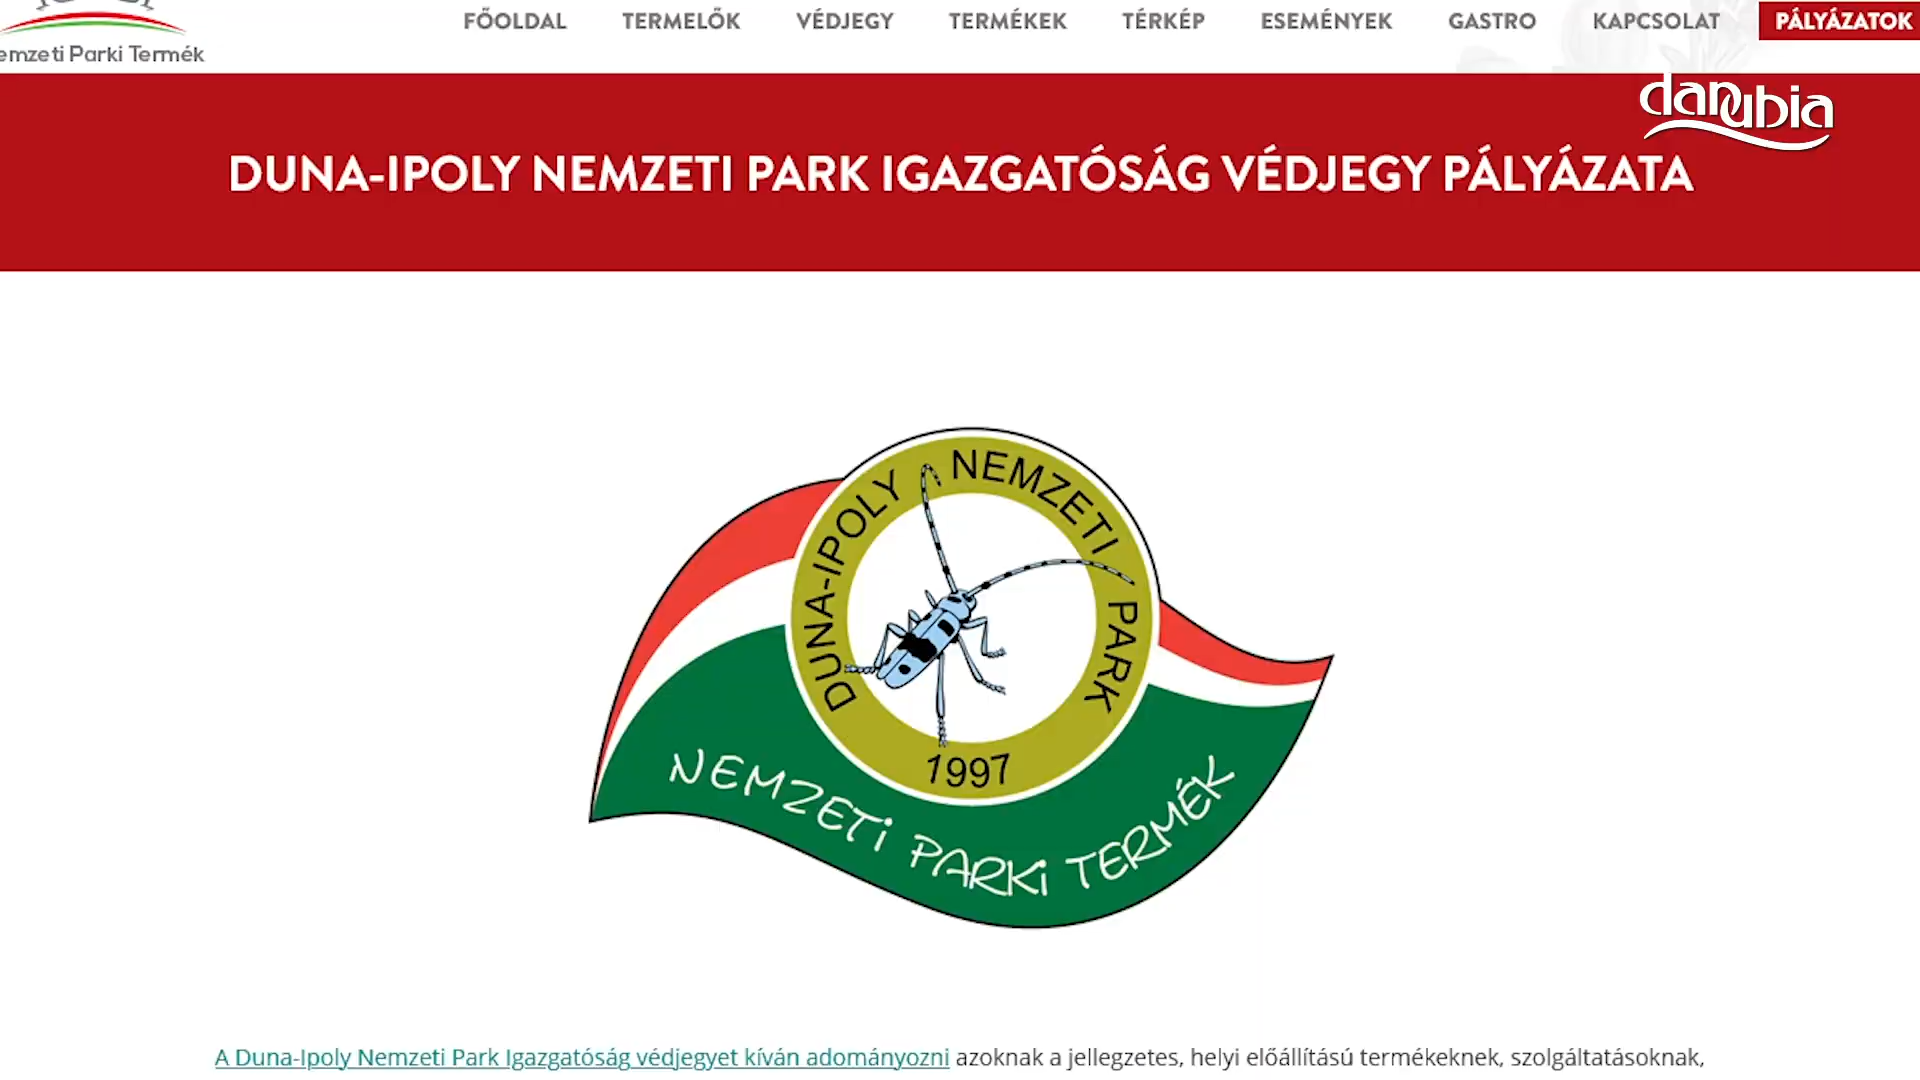 FŐOLDAL TERMELŐK VÉDJEGY TERMÉKEK TÉRKÉP ESEMÉNYEK GASTRO KAPCSOLAT PÁLYÁZATOK
Parki Termék
danubia
DUNA-IPOLY NEMZETI PARK IGAZGATÓSÁG VÉDJEGY PÁLYÁZATA
DUNA-IPOLY NEMZETI PARK
1997
NEMZETI PARKI TERMÉK
A Duna-Ipoly Nemzeti Park Igazgatóság védjegyet kíván adományozni azoknak a jellegzetes, helyi előállítású termékeknek, szolgáltatásoknak,